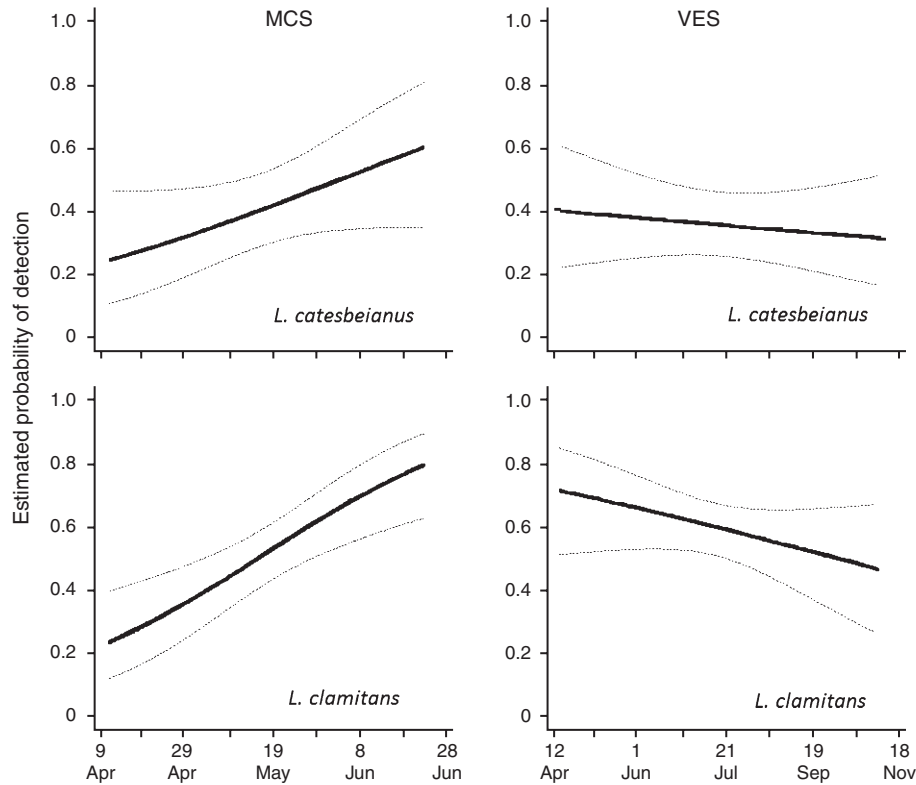 MCS
VES
1.0
0.8
0.6
0.4
0.2
0
L. catesbeianus
1.0
0.8
0.6
0.4
0.2
0
L. catesbeianus
Estimated probability of detection
1.0
0.8
0.6
0.4
0.2
0
L. clamitans
9 29 19 8 28
Apr Apr May Jun Jun
1.0
0.8
0.6
0.4
0.2
0
L. clamitans
12 1 21 19 18
Apr Jun Jul Sep Nov